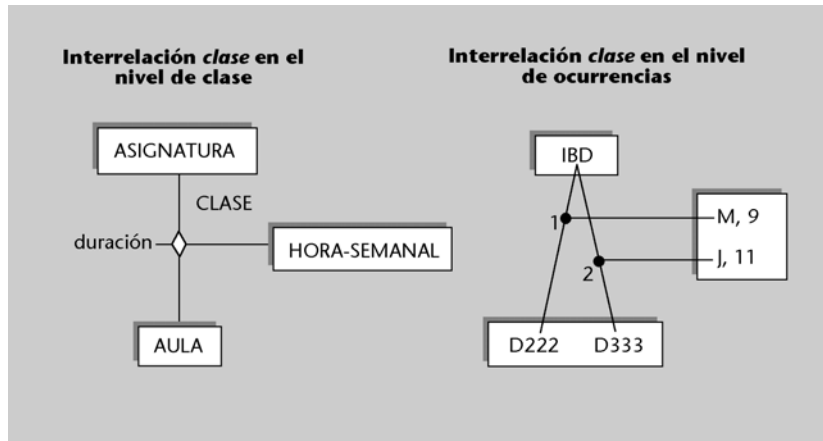 Interrelación clase en el
nivel de clase
ASIGNATURA
CLASE
duración
HORA-SEMANAL
AULA
Interrelación clase en el nivel
de ocurrencias
IBD
1
M, 9
J, 11
2
D222 D333